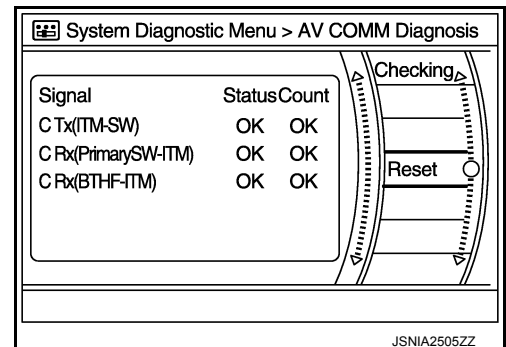 System Diagnostic Menu > AV COMM Diagnosis
Checking
Signal Status Count
C Tx(ITM-SW) OK OK
C Rx(PrimarySW-ITM) OK OK
C Rx(BTHF-ITM) OK OK
Reset
JSNIA2505ZZ